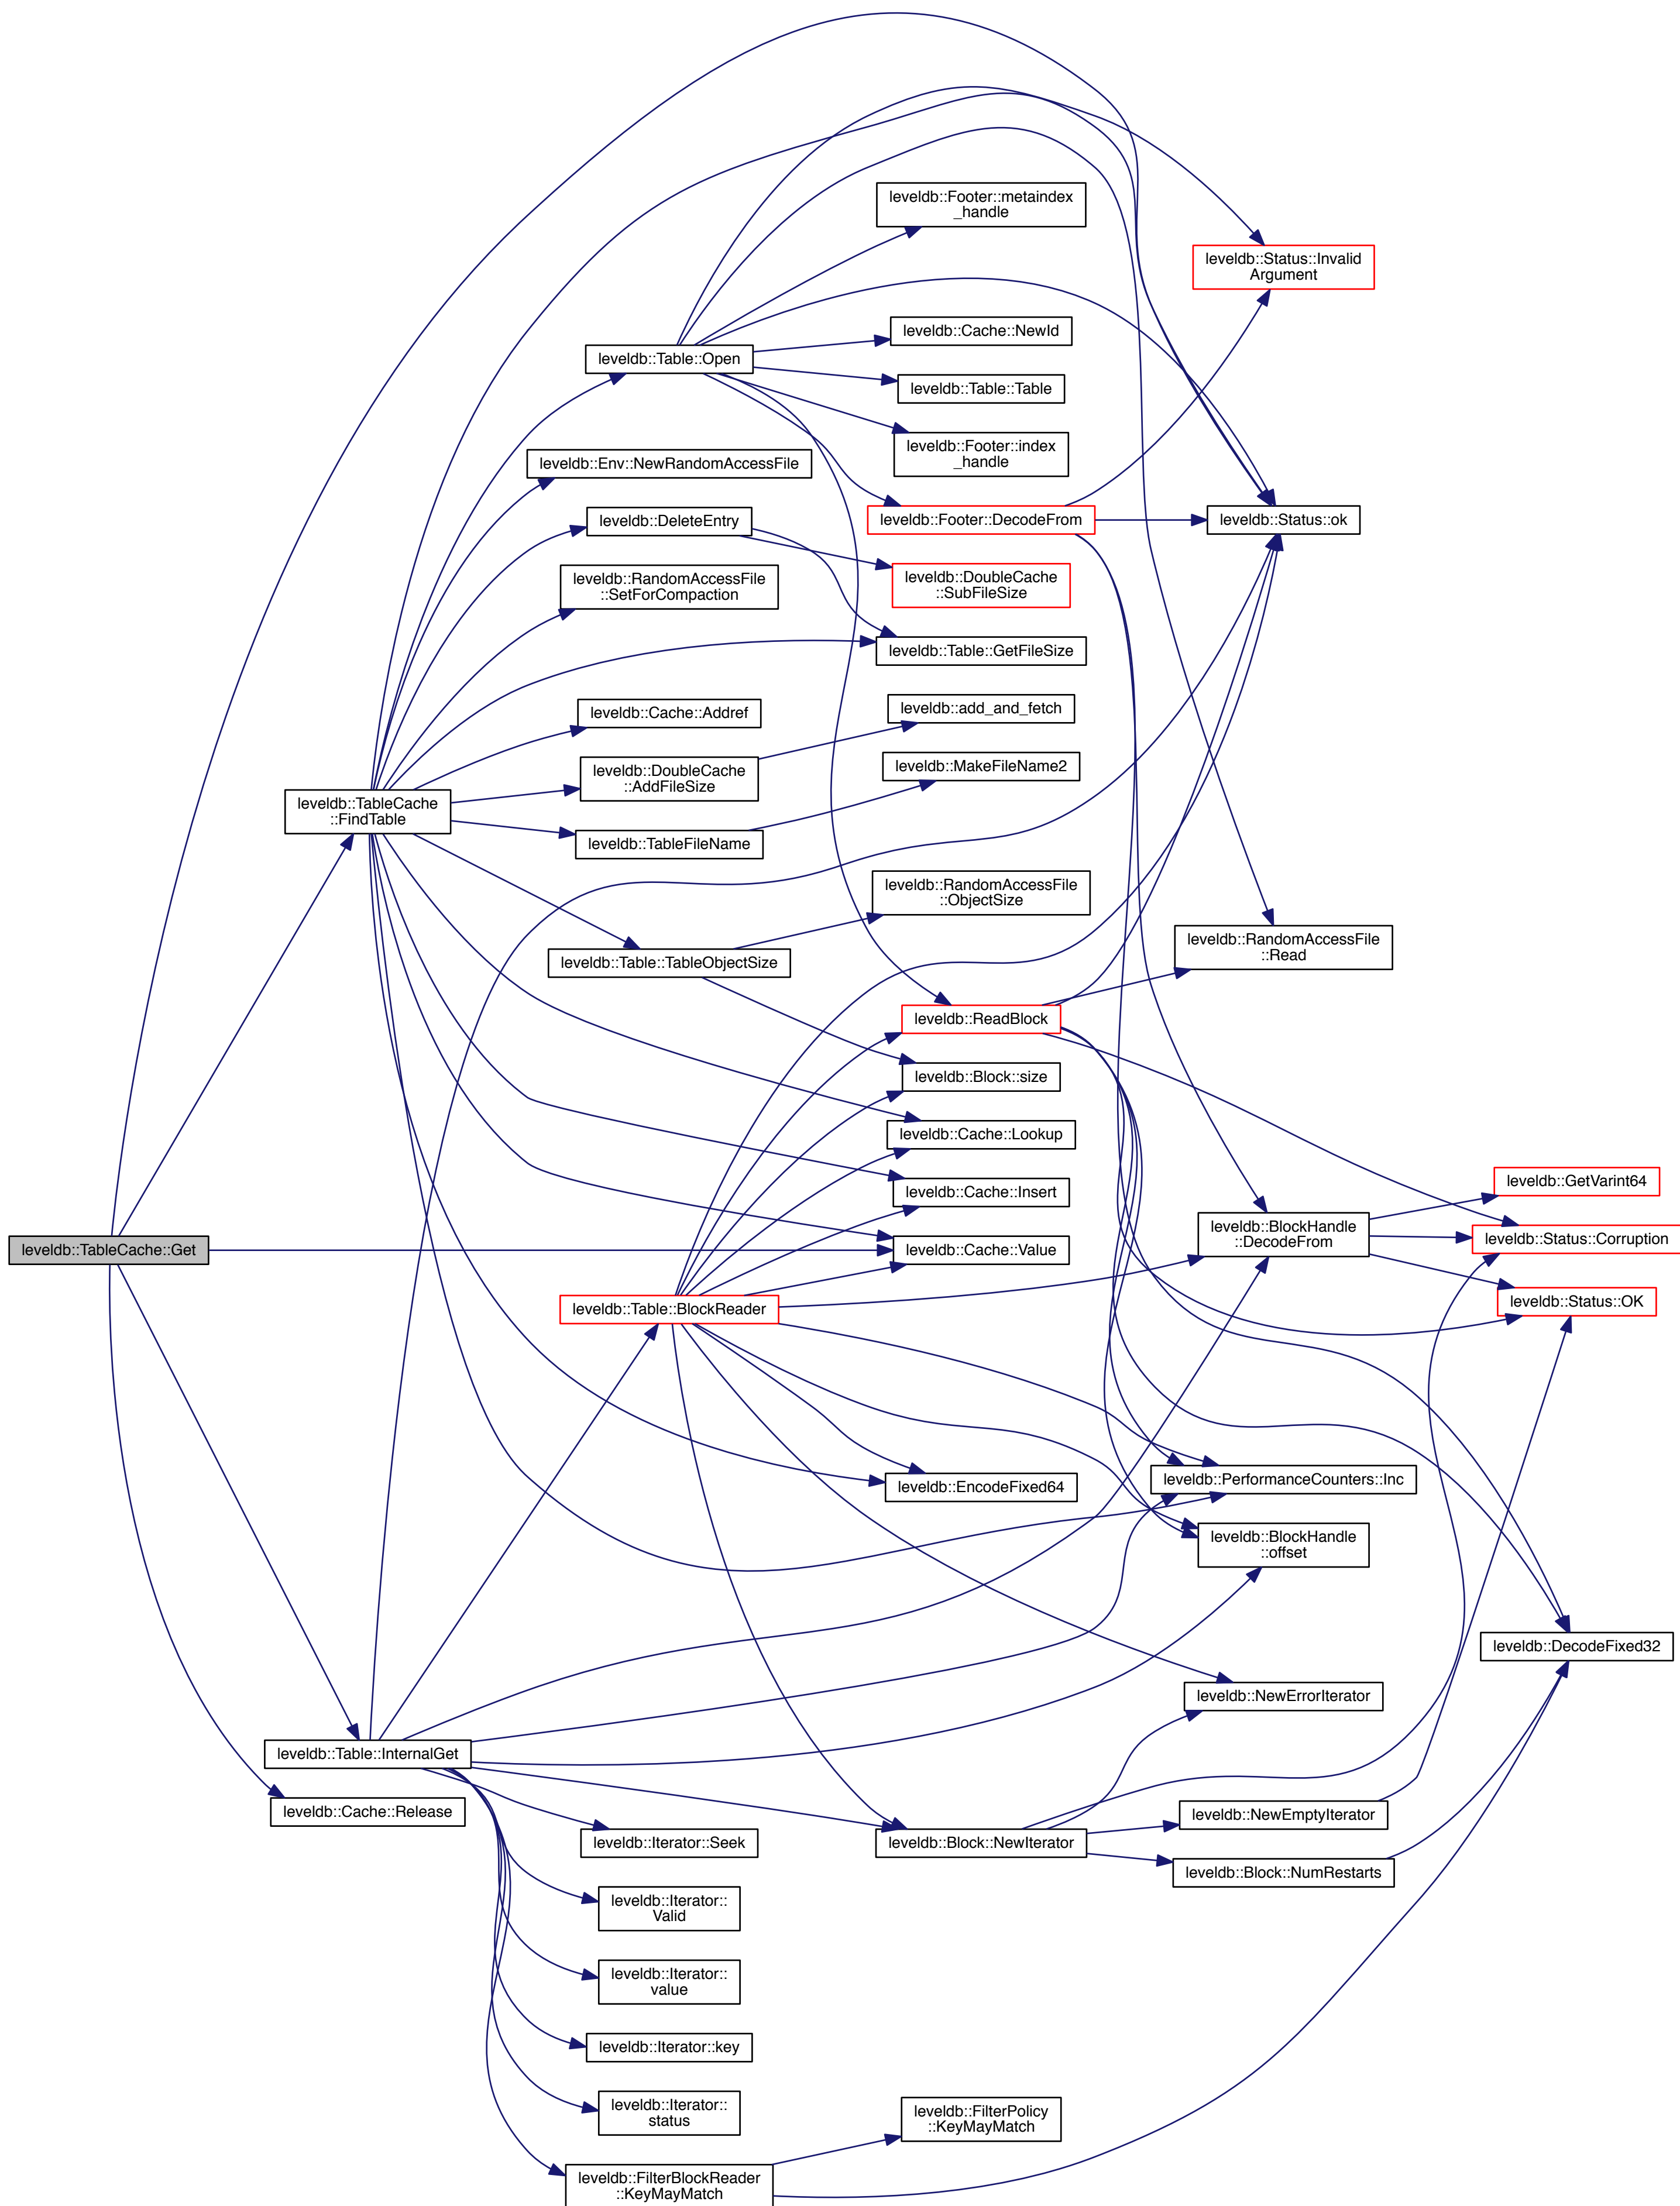 leveldb::Footer::metaindex
_handle
leveldb::Status::Invalid
Argument
leveldb::Cache::NewId
leveldb::Table::Open
leveldb::Table::Table
leveldb::Footer::index
_handle
leveldb::Env::NewRandomAccessFile
leveldb::DeleteEntry
leveldb::Footer::DecodeFrom
leveldb::Status::ok
leveldb::RandomAccessFile
::SetForCompaction
leveldb::DoubleCache
::SubFileSize
leveldb::Table::GetFileSize
leveldb::Cache::Addref
leveldb::add_and_fetch
leveldb::DoubleCache
::AddFileSize
leveldb::MakeFileName2
leveldb::TableCache
::FindTable
leveldb::TableFileName
leveldb::RandomAccessFile
::ObjectSize
leveldb::RandomAccessFile
::Read
leveldb::Table::TableObjectSize
leveldb::ReadBlock
leveldb::Block::size
leveldb::Cache::Lookup
leveldb::GetVarint64
leveldb::Cache::Insert
leveldb::BlockHandle
::DecodeFrom
leveldb::Status::Corruption
leveldb::TableCache::Get
leveldb::Cache::Value
leveldb::Status::OK
leveldb::Table::BlockReader
leveldb::PerformanceCounters::Inc
leveldb::EncodeFixed64
leveldb::BlockHandle
::offset
leveldb::DecodeFixed32
leveldb::NewErrorIterator
leveldb::Table::InternalGet
leveldb::Cache::Release
leveldb::NewEmptyIterator
leveldb::Iterator::Seek
leveldb::Block::NewIterator
leveldb::Block::NumRestarts
leveldb::Iterator::
Valid
leveldb::Iterator::
value
leveldb::Iterator::key
leveldb::Iterator::
status
leveldb::FilterPolicy
::KeyMayMatch
leveldb::FilterBlockReader
::KeyMayMatch